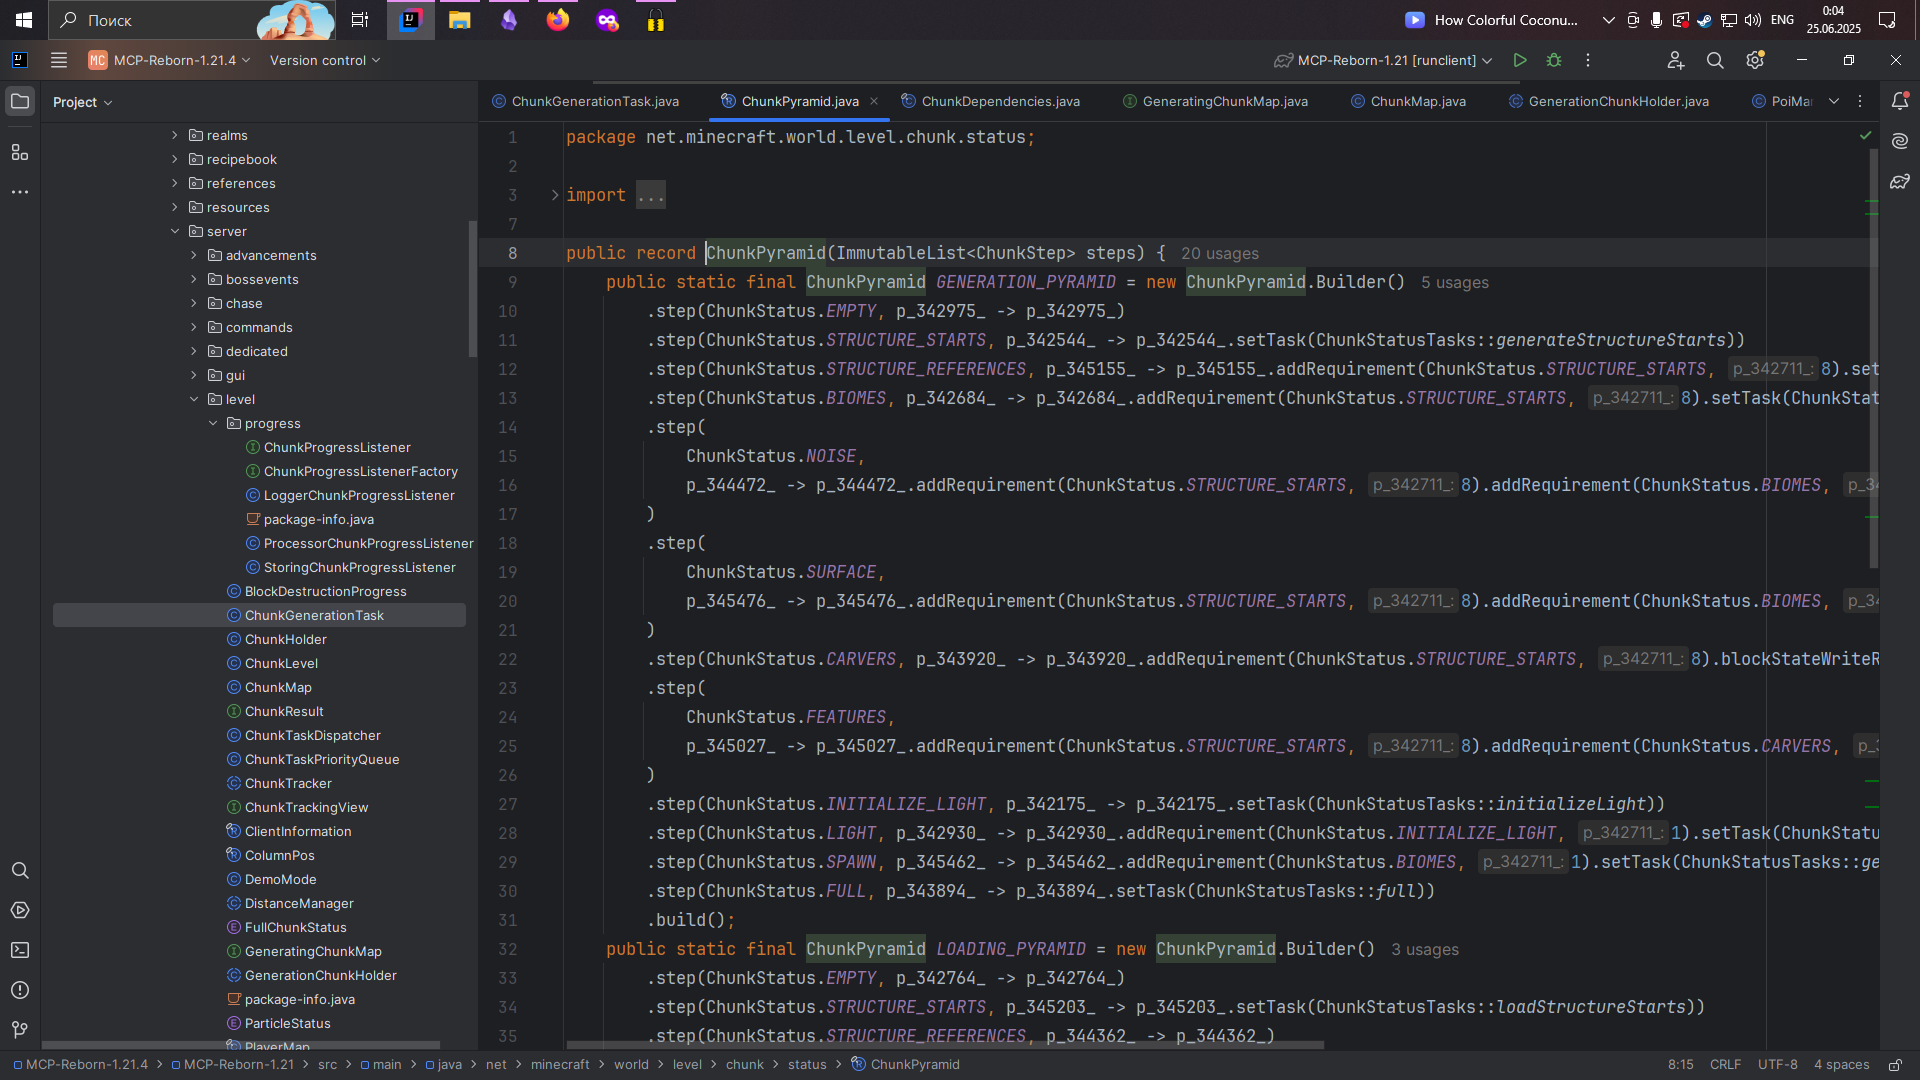 Поиск
How Colorful Coconu...
ENG
0:04
25.06.2025
MC MCP-Reborn-1.21.4
Version control
MCP-Reborn-1.21 [runclient]
Project
ChunkGenerationTask.java
ChunkPyramid.java
ChunkDependencies.java
GeneratingChunkMap.java
ChunkMap.java
GenerationChunkHolder.java
PoiMa
realms
recipebook
references
resources
server
advancements
bossevents
chase
commands
dedicated
gui
level
progress
ChunkProgressListener
ChunkProgressListenerFactory
LoggerChunkProgressListener
package-info.java
ProcessorChunkProgressListener
StoringChunkProgressListener
BlockDestructionProgress
ChunkGenerationTask
ChunkHolder
ChunkLevel
ChunkMap
ChunkResult
ChunkTaskDispatcher
ChunkTaskPriorityQueue
ChunkTracker
ChunkTrackingView
ClientInformation
ColumnPos
DemoMode
DistanceManager
FullChunkStatus
GeneratingChunkMap
GenerationChunkHolder
package-info.java
ParticleStatus
PlayerMap
1 package net.minecraft.world.level.chunk.status;
2
3 import ...
7
8 public record ChunkPyramid(ImmutableList<ChunkStep> steps) { 20 usages
9 public static final ChunkPyramid GENERATION_PYRAMID = new ChunkPyramid.Builder() 5 usages
10 .step(ChunkStatus.EMPTY, p_342975_ -> p_342975_)
11 .step(ChunkStatus.STRUCTURE_STARTS, p_342544_ -> p_342544_.setTask(ChunkStatusTasks::generateStructureStarts))
12 .step(ChunkStatus.STRUCTURE_REFERENCES, p_345155_ -> p_345155_.addRequirement(ChunkStatus.STRUCTURE_STARTS, p_342711_: 8).set
13 .step(ChunkStatus.BIOMES, p_342684_ -> p_342684_.addRequirement(ChunkStatus.STRUCTURE_STARTS, p_342711_: 8).setTask(ChunkStat
14 .step(
15 ChunkStatus.NOISE,
16 p_344472_ -> p_344472_.addRequirement(ChunkStatus.STRUCTURE_STARTS, p_342711_: 8).addRequirement(ChunkStatus.BIOMES, p_34
17 )
18 .step(
19 ChunkStatus.SURFACE,
20 p_345476_ -> p_345476_.addRequirement(ChunkStatus.STRUCTURE_STARTS, p_342711_: 8).addRequirement(ChunkStatus.BIOMES, p_34
21 )
22 .step(ChunkStatus.CARVERS, p_343920_ -> p_343920_.addRequirement(ChunkStatus.STRUCTURE_STARTS, p_342711_: 8).blockStateWriteR
23 .step(
24 ChunkStatus.FEATURES,
25 p_345027_ -> p_345027_.addRequirement(ChunkStatus.STRUCTURE_STARTS, p_342711_: 8).addRequirement(ChunkStatus.CARVERS, p_3
26 )
27 .step(ChunkStatus.INITIALIZE_LIGHT, p_342175_ -> p_342175_.setTask(ChunkStatusTasks::initializeLight))
28 .step(ChunkStatus.LIGHT, p_342930_ -> p_342930_.addRequirement(ChunkStatus.INITIALIZE_LIGHT, p_342711_: 1).setTask(ChunkStatu
29 .step(ChunkStatus.SPAWN, p_345462_ -> p_345462_.addRequirement(ChunkStatus.BIOMES, p_342711_: 1).setTask(ChunkStatusTasks::ge
30 .step(ChunkStatus.FULL, p_343894_ -> p_343894_.setTask(ChunkStatusTasks::full))
31 .build();
32 public static final ChunkPyramid LOADING_PYRAMID = new ChunkPyramid.Builder() 3 usages
33 .step(ChunkStatus.EMPTY, p_342764_ -> p_342764_)
34 .step(ChunkStatus.STRUCTURE_STARTS, p_345203_ -> p_345203_.setTask(ChunkStatusTasks::loadStructureStarts))
35 .step(ChunkStatus.STRUCTURE_REFERENCES, p_344362_ -> p_344362_)
MCP-Reborn-1.21.4 > MCP-Reborn-1.21 > src > main > java > net > minecraft > world > level > chunk > status > ChunkPyramid
8:15 CRLF UTF-8 4 spaces